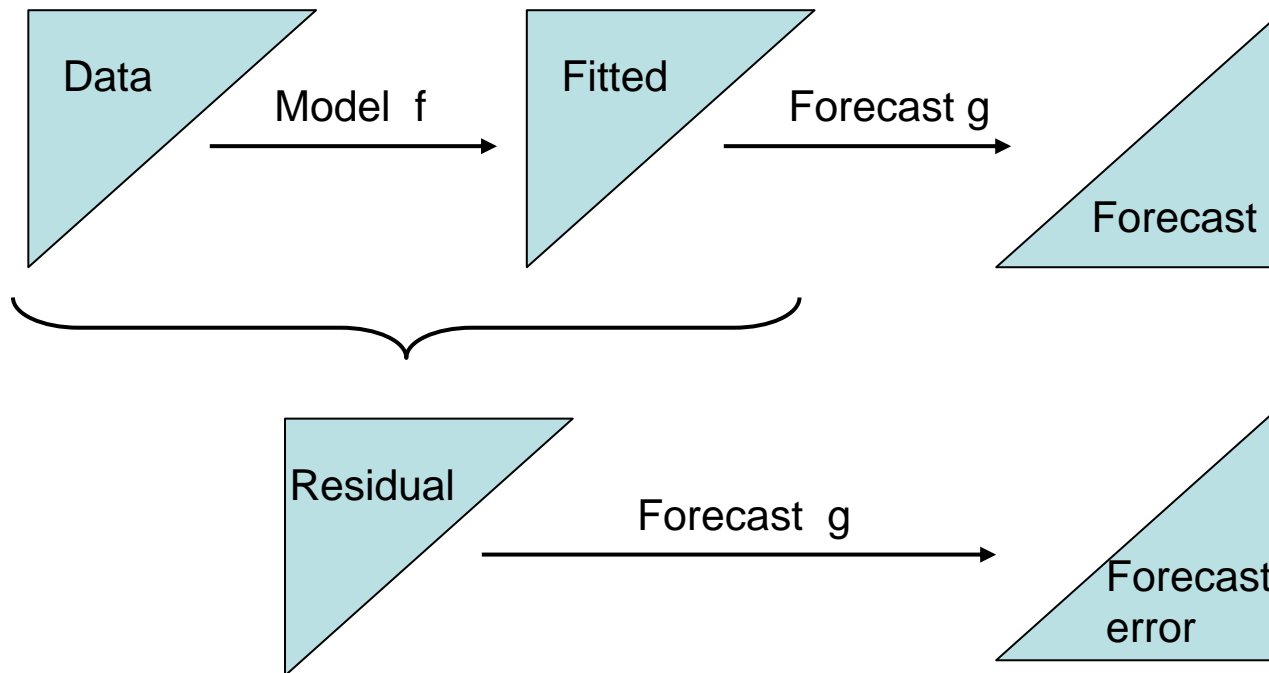 Data
Model f
Fitted
Forecast g
Forecast
Residual
Forecast g
Forecast
error